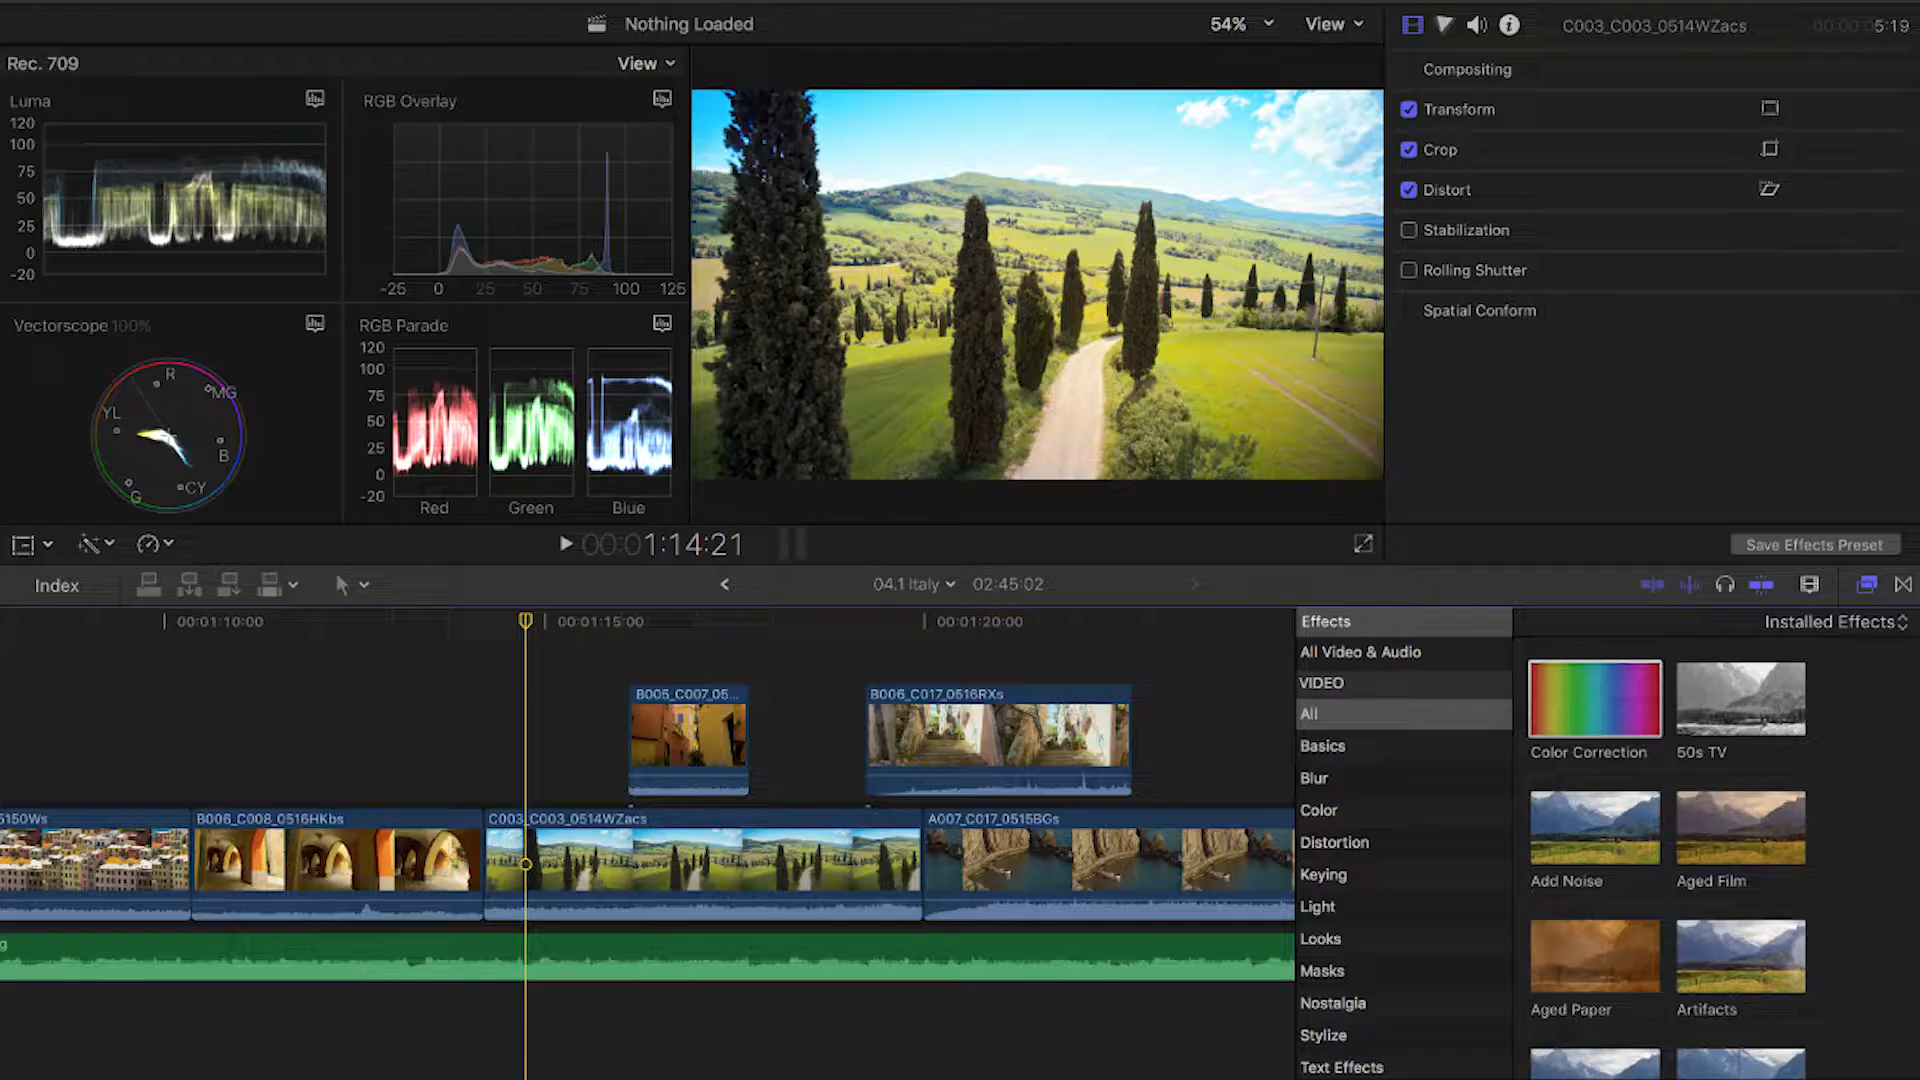 Nothing Loaded
54%
View
C003_C003_0514WZacs
00:00:05:19
Rec. 709
View
Compositing
Luma
RGB Overlay
Transform
Crop
Distort
Stabilization
Rolling Shutter
Spatial Conform
120
100
75
50
25
0
-20
-25 0 25 50 75 100 125
Vectorscope 100%
RGB Parade
R
MG
YL
B
G
CY
120
100
75
50
25
0
-20
Red
Green
Blue
00:01:14:21
Save Effects Preset
Index
04.1 Italy
02:45:02
00:01:10:00
00:01:15:00
00:01:20:00
Effects
Installed Effects
All Video & Audio
VIDEO
All
Basics
Blur
Color
Distortion
Keying
Light
Looks
Masks
Nostalgia
Stylize
Text Effects
Color Correction
50s TV
Add Noise
Aged Film
Aged Paper
Artifacts
B005_C007_05...
B006_C017_0516RXs
5150Ws
B006_C008_0516HKbs
C003_C003_0514WZacs
A007_C017_0515BGs
g